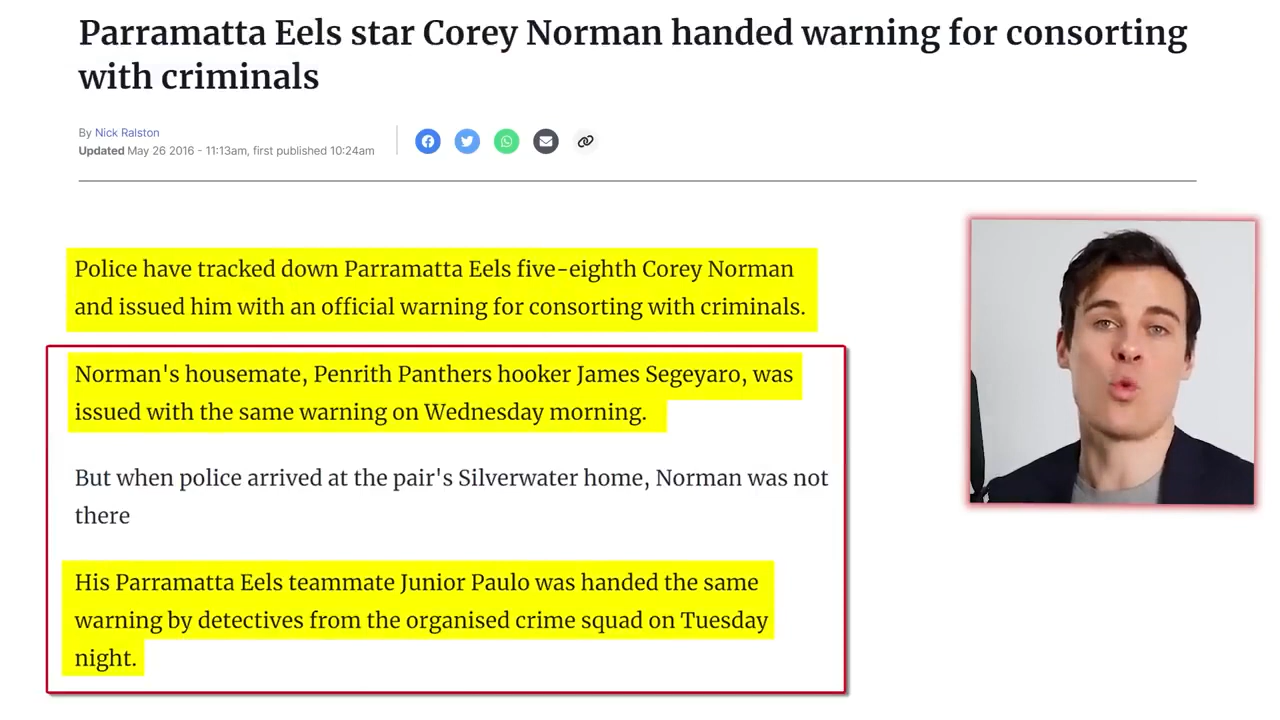 Parramatta Eels star Corey Norman handed warning for consorting
with criminals
By Nick Ralston
Updated May 26 2016 - 11:13am, first published 10:24am
Police have tracked down Parramatta Eels five-eighth Corey Norman
and issued him with an official warning for consorting with criminals.
Norman's housemate, Penrith Panthers hooker James Segeyaro, was
issued with the same warning on Wednesday morning.
But when police arrived at the pair's Silverwater home, Norman was not
there
His Parramatta Eels teammate Junior Paulo was handed the same
warning by detectives from the organised crime squad on Tuesday
night.